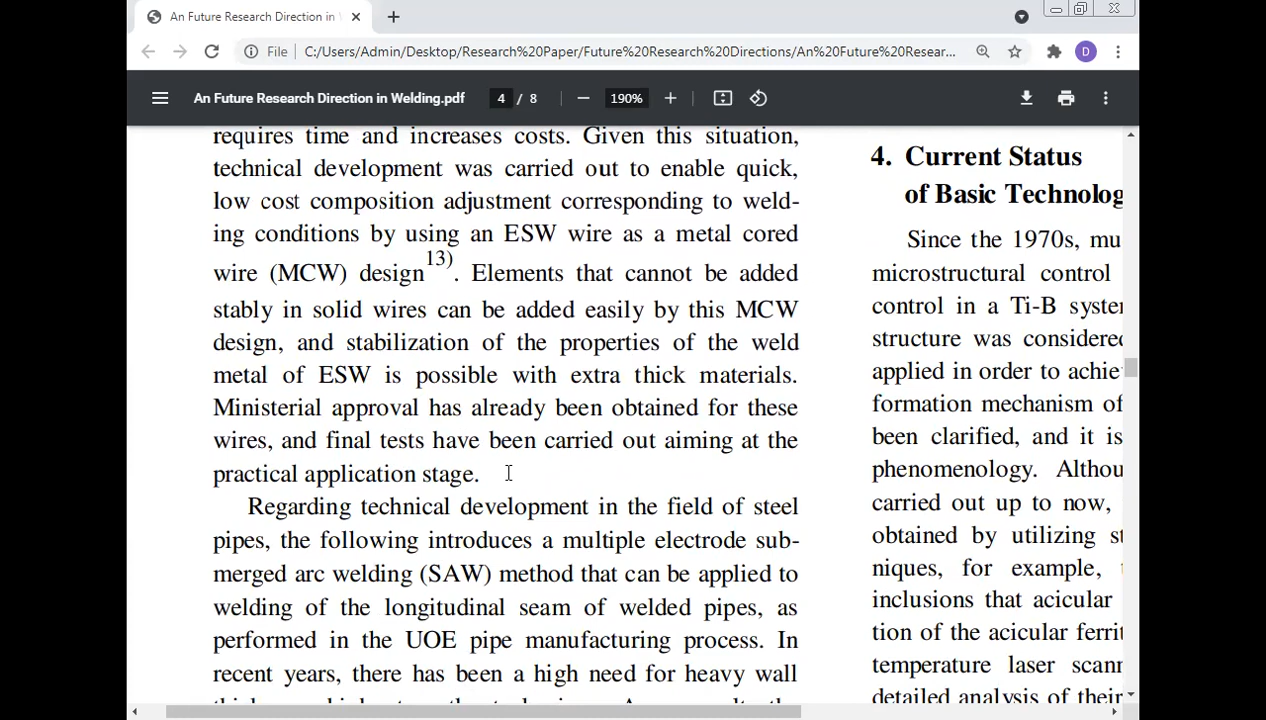 An Future Research Direction in
File C:/Users/Admin/Desktop/Research%20Paper/Future%20Research%20Directions/An%20Future%20Resear... D
An Future Research Direction in Welding.pdf 4 / 8 190%
requires time and increases costs. Given this situation,
technical development was carried out to enable quick,
low cost composition adjustment corresponding to weld-
ing conditions by using an ESW wire as a metal cored
wire (MCW) design13). Elements that cannot be added
stably in solid wires can be added easily by this MCW
design, and stabilization of the properties of the weld
metal of ESW is possible with extra thick materials.
Ministerial approval has already been obtained for these
wires, and final tests have been carried out aiming at the
practical application stage.
Regarding technical development in the field of steel
pipes, the following introduces a multiple electrode sub-
merged arc welding (SAW) method that can be applied to
welding of the longitudinal seam of welded pipes, as
performed in the UOE pipe manufacturing process. In
recent years, there has been a high need for heavy wall
4. Current Status
of Basic Technolog
Since the 1970s, mu
microstructural control
control in a Ti-B system
structure was considered
applied in order to achie
formation mechanism of
been clarified, and it is
phenomenology. Althou
carried out up to now,
obtained by utilizing st
niques, for example,
inclusions that acicular
tion of the acicular ferri
temperature laser scann
detailed analysis of their